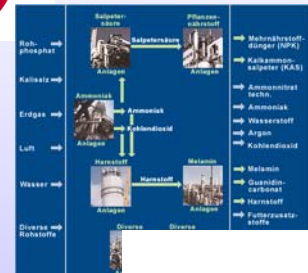 Salpeter-
säure
Pflanze-
nährstoff
Roh-
phosphat
Salpetersäure
Mehrnährstoff-
dünger (NPK)
Kalkammon-
salpeter (KAS)
Anlagen
Anlagen
Kalisalz
Ammoniak
Ammonnitrat
techn.
Erdgas
Ammoniak
Ammoniak
Wasserstoff
Anlagen
Kohlendioxid
Argon
Luft
Kohlendioxid
Harnstoff
Melamin
Melamin
Wasser
Harnstoff
Guanidin-
carbonat
Harnstoff
Anlagen
Anlagen
Futterzusatz-
stoffe
Diverse
Rohstoffe
Diverse
Diverse